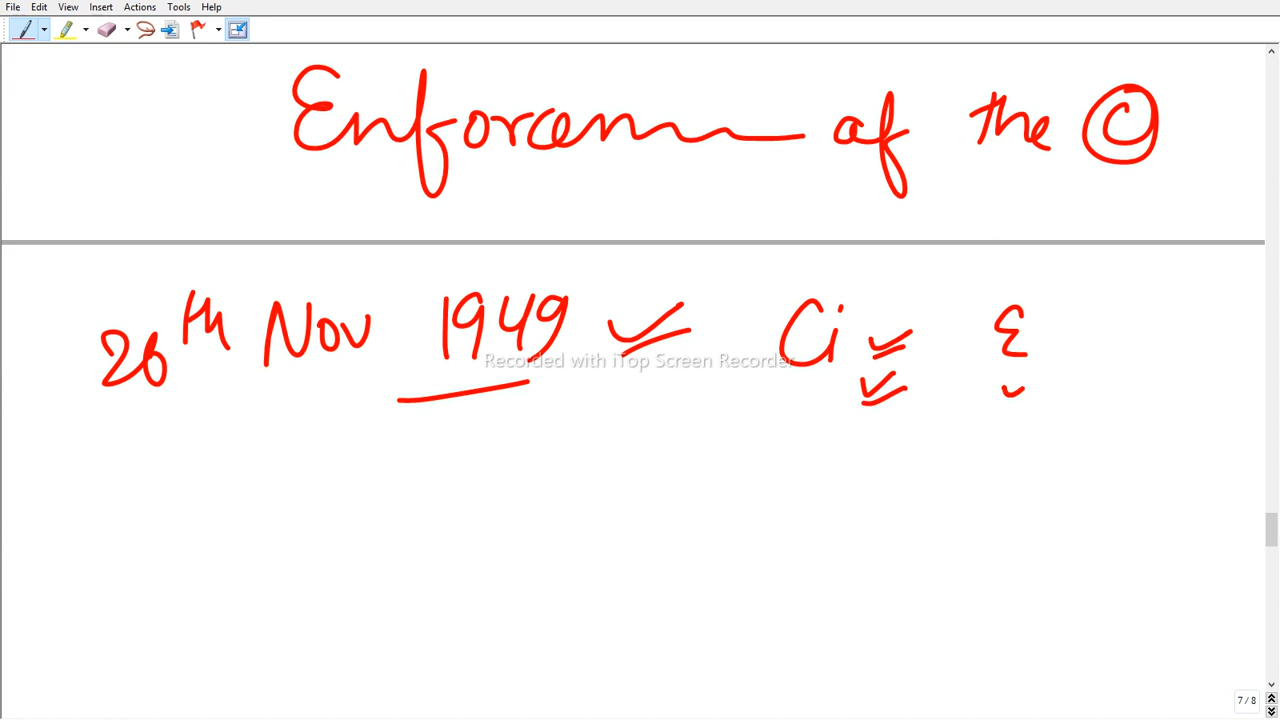 File Edit View Insert Actions Tools Help
Enforcem of the ©
26th Nov 1949 Ci E
Recorded with iTop Screen Recorder
7 / 8